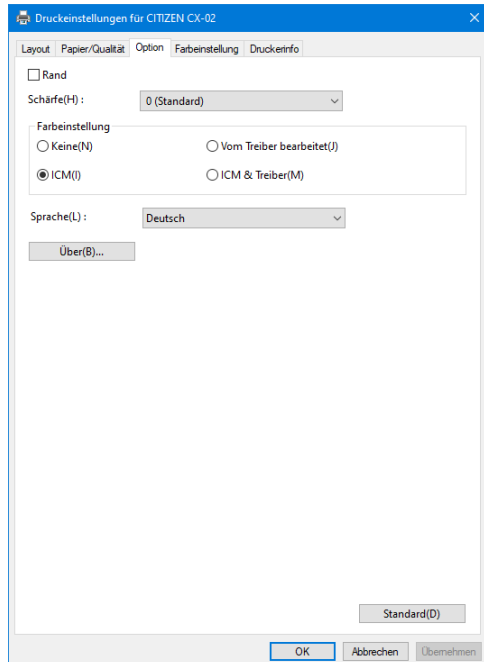 Druckeinstellungen für CITIZEN CX-02
Layout Papier/Qualität Option Farbeinstellung Druckerinfo
Rand
Schärfe(H) : 0 (Standard)
Farbeinstellung
Keine(N) Vom Treiber bearbeitet(J)
ICM(I) ICM & Treiber(M)
Sprache(L) : Deutsch
Über(B)...
Standard(D)
OK Abbrechen Übernehmen